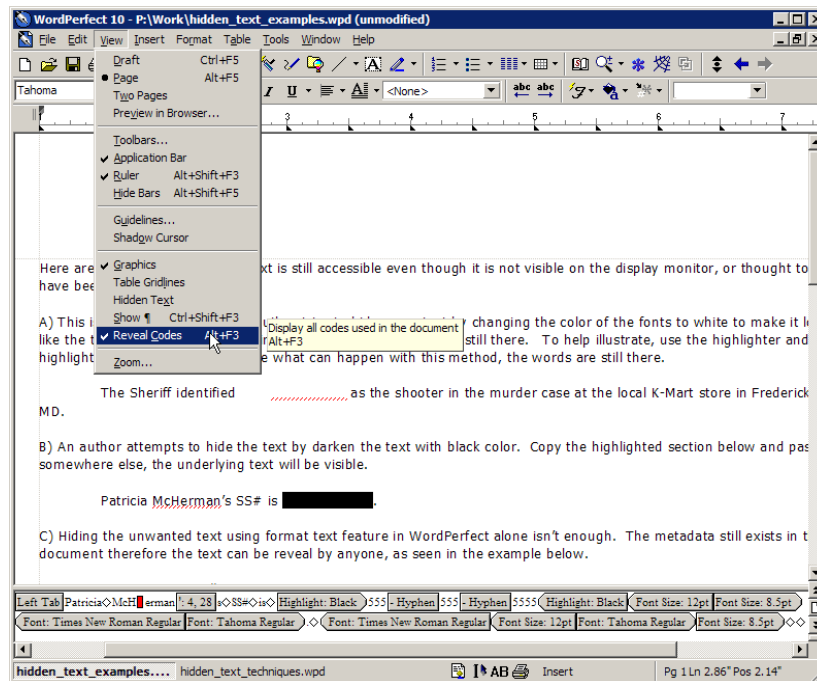 WordPerfect 10 - P:\Work\hidden_text_examples.wpd (unmodified)
File Edit View Insert Format Table Tools Window Help
Tahoma <None> abc abc
3 4 5 6 7
Draft Ctrl+F5
Page Alt+F5
Two Pages
Preview in Browser...
Toolbars...
Application Bar
Ruler Alt+Shift+F3
Hide Bars Alt+Shift+F5
Guidelines...
Shadow Cursor
Graphics
Table Gridlines
Hidden Text
Show ¶ Ctrl+Shift+F3
Reveal Codes Alt+F3
Zoom...
Display all codes used in the document
Alt+F3
Here are xt is still accessible even though it is not visible on the display monitor, or thought to
have bee
A) This i changing the color of the fonts to white to make it l
like the t still there. To help illustrate, use the highlighter and
highlight e what can happen with this method, the words are still there.
The Sheriff identified as the shooter in the murder case at the local K-Mart store in Frederick
MD.
B) An author attempts to hide the text by darken the text with black color. Copy the highlighted section below and pas
somewhere else, the underlying text will be visible.
Patricia McHerman's SS# is .
C) Hiding the unwanted text using format text feature in WordPerfect alone isn't enough. The metadata still exists in t
document therefore the text can be reveal by anyone, as seen in the example below.
Left Tab Patricia◇McH erman ': 4, 28 s◇SS#◇is◇ Highlight: Black 555 - Hyphen 555 - Hyphen 5555 Highlight: Black Font Size: 12pt Font Size: 8.5pt
Font: Times New Roman Regular Font: Tahoma Regular .◇ Font: Times New Roman Regular Font Size: 12pt Font: Tahoma Regular Font Size: 8.5pt ◇◇
hidden_text_examples.... hidden_text_techniques.wpd AB Insert Pg 1 Ln 2.86" Pos 2.14"